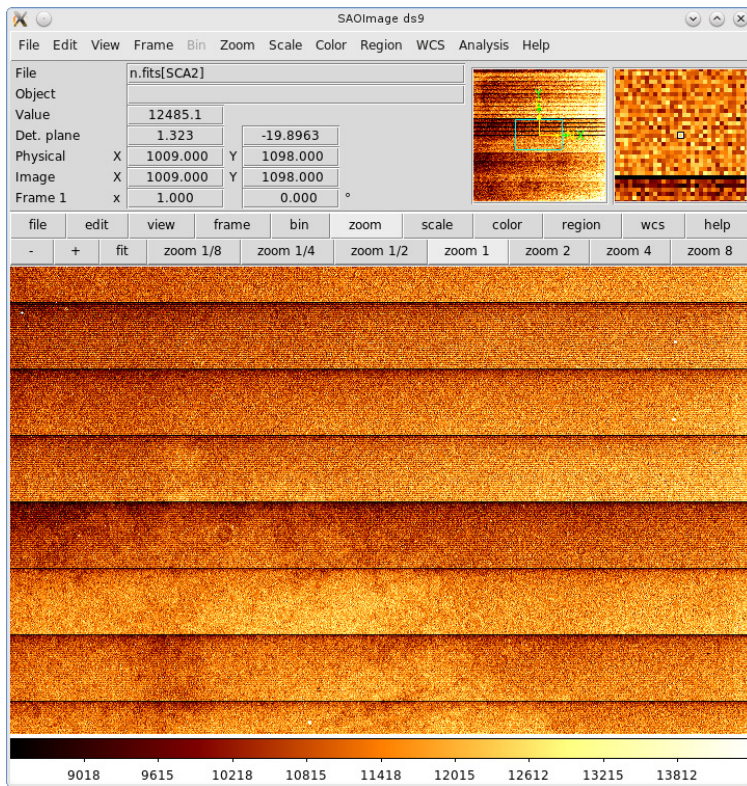 SAOImage ds9
File Edit View Frame Bin Zoom Scale Color Region WCS Analysis Help
File n.fits[SCA2]
Object
Value 12485.1
Det. plane 1.323 -19.8963
Physical X 1009.000 Y 1098.000
Image X 1009.000 Y 1098.000
Frame 1 x 1.000 0.000 °
file edit view frame bin zoom scale color region wcs help
- + fit zoom 1/8 zoom 1/4 zoom 1/2 zoom 1 zoom 2 zoom 4 zoom 8
9018 9615 10218 10815 11418 12015 12612 13215 13812